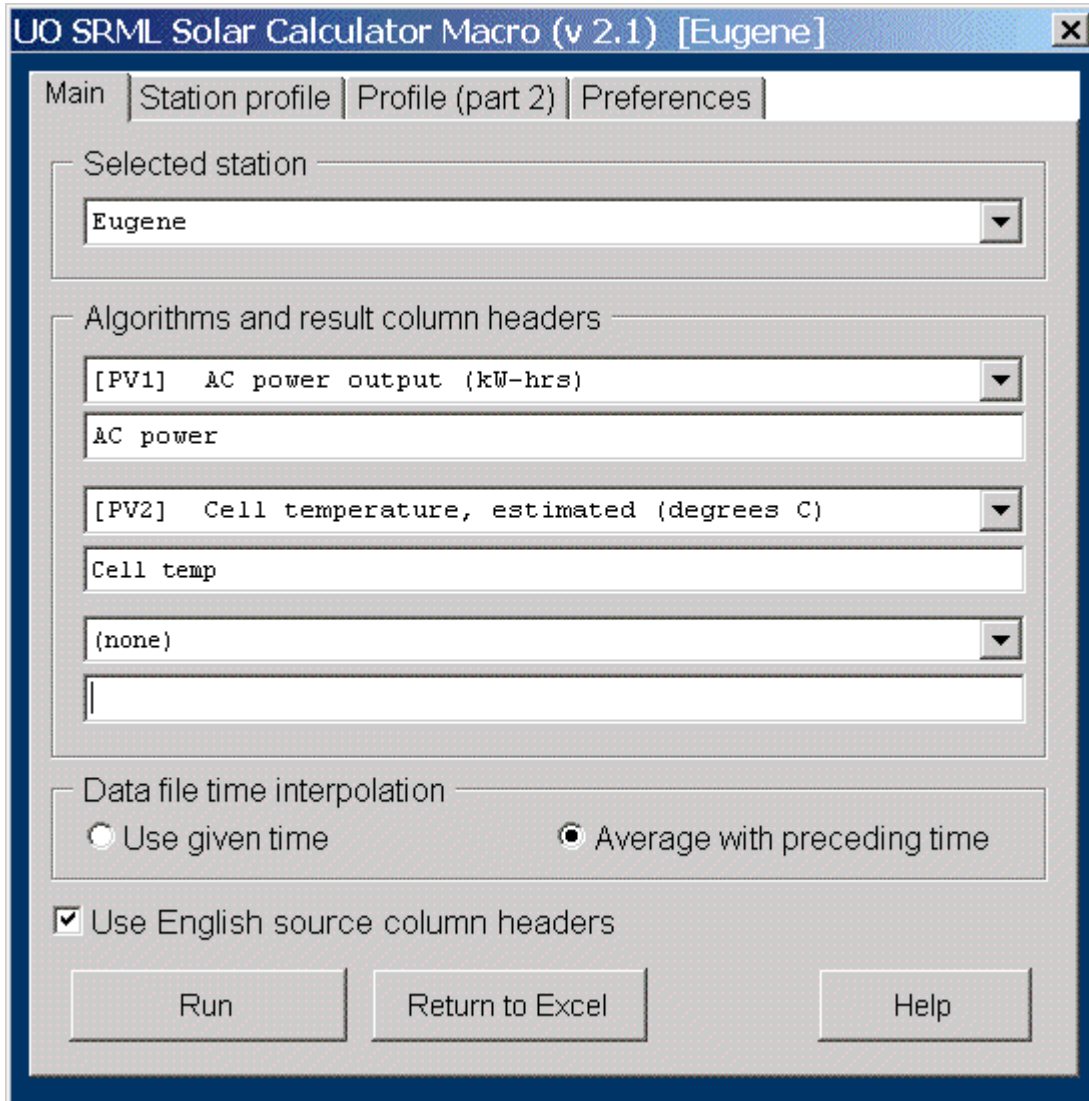 UO SRML Solar Calculator Macro (v 2.1) [Eugene]
Main Station profile Profile (part 2) Preferences
Selected station
Eugene
Algorithms and result column headers
[PV1] AC power output (kW-hrs)
AC power
[PV2] Cell temperature, estimated (degrees C)
Cell temp
(none)
Data file time interpolation
Use given time Average with preceding time
Use English source column headers
Run Return to Excel Help